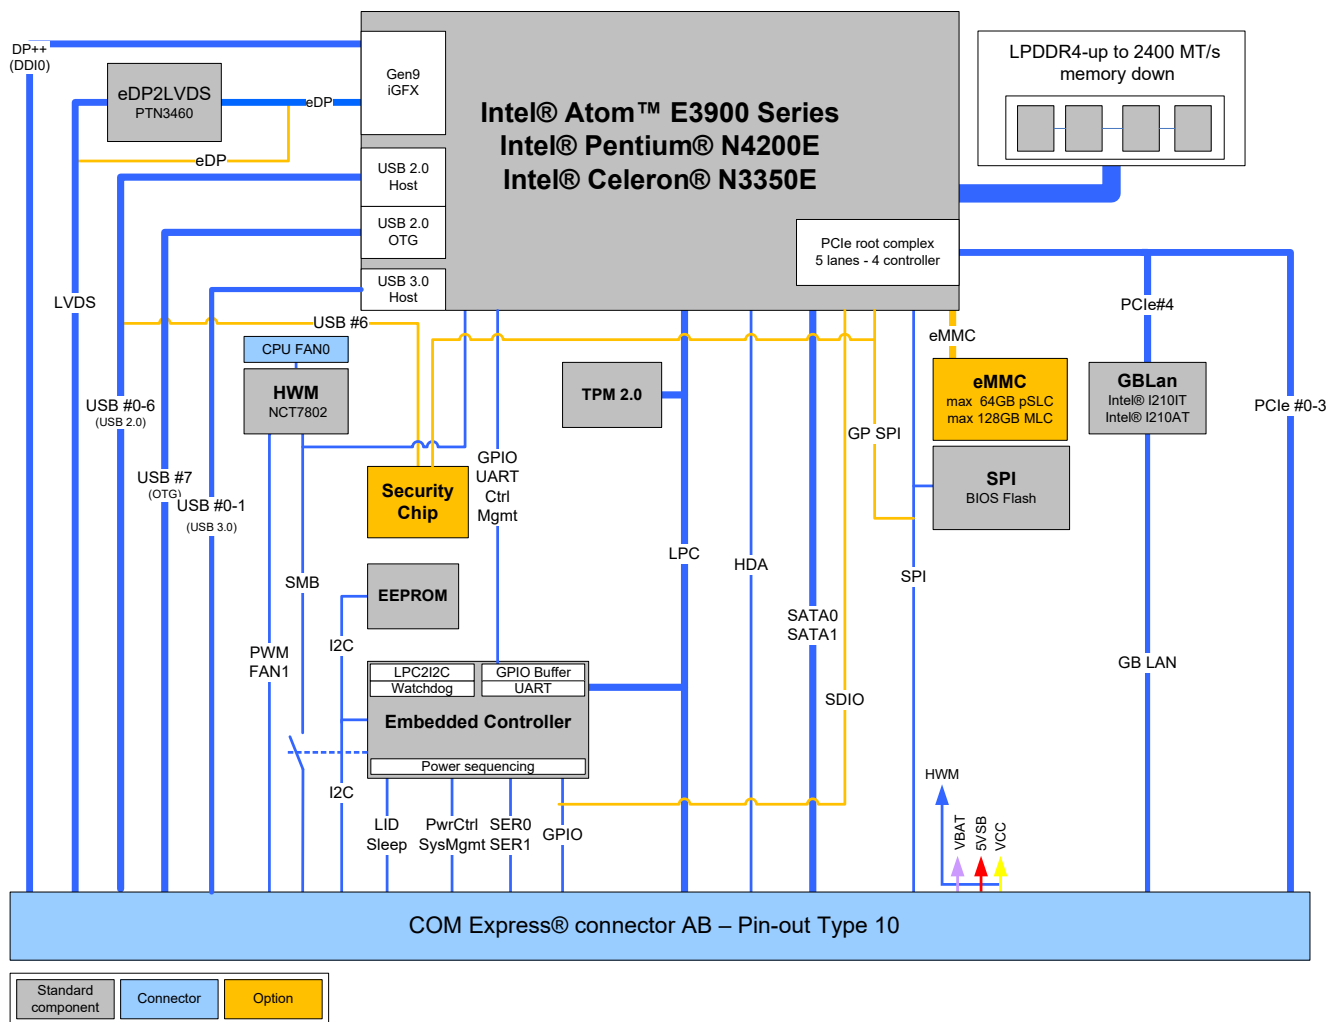 DP++
(DDI0)
eDP2LVDS
PTN3460
eDP
eDP
Gen9
iGFX
USB 2.0
Host
USB 2.0
OTG
USB 3.0
Host
Intel® Atom™ E3900 Series
Intel® Pentium® N4200E
Intel® Celeron® N3350E
PCIe root complex
5 lanes - 4 controller
LPDDR4-up to 2400 MT/s
memory down
LVDS
USB #6
CPU FAN0
HWM
NCT7802
TPM 2.0
eMMC
eMMC
max 64GB pSLC
max 128GB MLC
PCIe#4
GBLan
Intel® I210IT
Intel® I210AT
PCIe #0-3
USB #0-6
(USB 2.0)
USB #7
(OTG)
USB #0-1
(USB 3.0)
GP SPI
GPIO
UART
Ctrl
Mgmt
Security
Chip
SPI
BIOS Flash
LPC
HDA
SPI
SMB
EEPROM
SATA0
SATA1
I2C
PWM
FAN1
GB LAN
LPC2I2C
Watchdog
GPIO Buffer
UART
Embedded Controller
Power sequencing
SDIO
I2C
LID
Sleep
PwrCtrl
SysMgmt
SER0
SER1
GPIO
HWM
VBAT
5VSB
VCC
COM Express® connector AB – Pin-out Type 10
Standard
component
Connector
Option